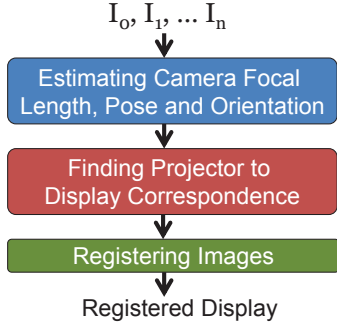 I₀, I₁, ... Iₙ
Estimating Camera Focal
Length, Pose and Orientation
Finding Projector to
Display Correspondence
Registering Images
Registered Display